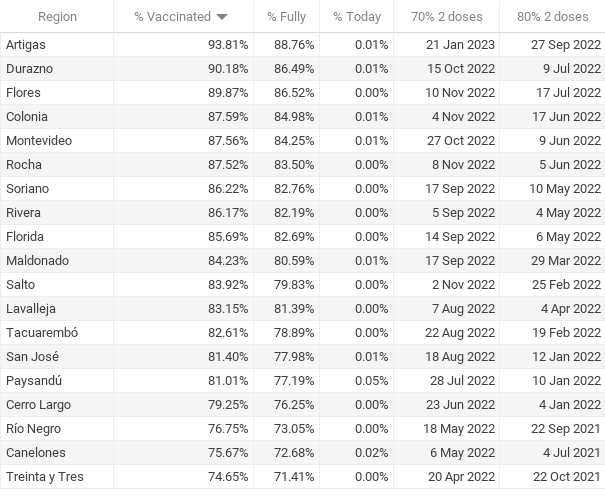 Region % Vaccinated % Fully % Today 70% 2 doses 80% 2 doses
Artigas 93.81% 88.76% 0.01% 21 Jan 2023 27 Sep 2022
Durazno 90.18% 86.49% 0.01% 15 Oct 2022 9 Jul 2022
Flores 89.87% 86.52% 0.00% 10 Nov 2022 17 Jul 2022
Colonia 87.59% 84.98% 0.01% 4 Nov 2022 17 Jun 2022
Montevideo 87.56% 84.25% 0.01% 27 Oct 2022 9 Jun 2022
Rocha 87.52% 83.50% 0.00% 8 Nov 2022 5 Jun 2022
Soriano 86.22% 82.76% 0.00% 17 Sep 2022 10 May 2022
Rivera 86.17% 82.19% 0.00% 5 Sep 2022 4 May 2022
Florida 85.69% 82.69% 0.00% 14 Sep 2022 6 May 2022
Maldonado 84.23% 80.59% 0.01% 17 Sep 2022 29 Mar 2022
Salto 83.92% 79.83% 0.00% 2 Nov 2022 25 Feb 2022
Lavalleja 83.15% 81.39% 0.00% 7 Aug 2022 4 Apr 2022
Tacuarembó 82.61% 78.89% 0.00% 22 Aug 2022 19 Feb 2022
San José 81.40% 77.98% 0.01% 18 Aug 2022 12 Jan 2022
Paysandú 81.01% 77.19% 0.05% 28 Jul 2022 10 Jan 2022
Cerro Largo 79.25% 76.25% 0.00% 23 Jun 2022 4 Jan 2022
Río Negro 76.75% 73.05% 0.00% 18 May 2022 22 Sep 2021
Canelones 75.67% 72.68% 0.02% 6 May 2022 4 Jul 2021
Treinta y Tres 74.65% 71.41% 0.00% 20 Apr 2022 22 Oct 2021